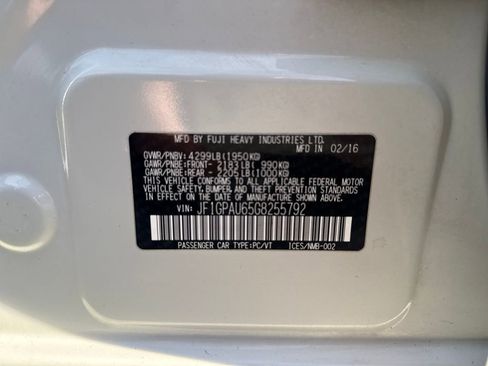 MFD BY FUJI HEAVY INDUSTRIES LTD.
MFD IN 02/16
GVWR/PNBV: 4299LB(1950KG)
GAWR/PNBE:FRONT- 2183LB( 990KG)
GAWR/PNBE:REAR - 2205LB(1000KG)
THIS VEHICLE CONFORMS TO ALL APPLICABLE FEDERAL MOTOR
VEHICLE SAFETY, BUMPER, AND THEFT PREVENTION STANDARDS
IN EFFECT ON THE DATE OF MANUFACTURE SHOWN ABOVE.
VIN: JF1GPAU65G8255792
PASSENGER CAR TYPE:PC/VT ICES/NMB-002